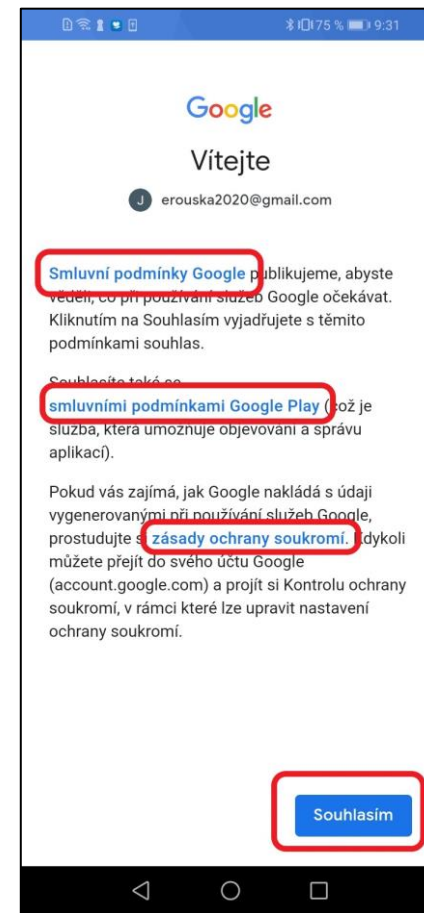 75 % 9:31
Google
Vítejte
J erouska2020@gmail.com
Smluvní podmínky Google publikujeme, abyste
věděli, co při používání služeb Google očekávat.
Kliknutím na Souhlasím vyjadřujete s těmito
podmínkami souhlas.
Souhlasíte také se
smluvními podmínkami Google Play (což je
služba, která umožňuje objevování a správu
aplikací).
Pokud vás zajímá, jak Google nakládá s údaji
vygenerovanými při používání služeb Google,
prostudujte si zásady ochrany soukromí. Kdykoli
můžete přejít do svého účtu Google
(account.google.com) a projít si Kontrolu ochrany
soukromí, v rámci které lze upravit nastavení
ochrany soukromí.
Souhlasím